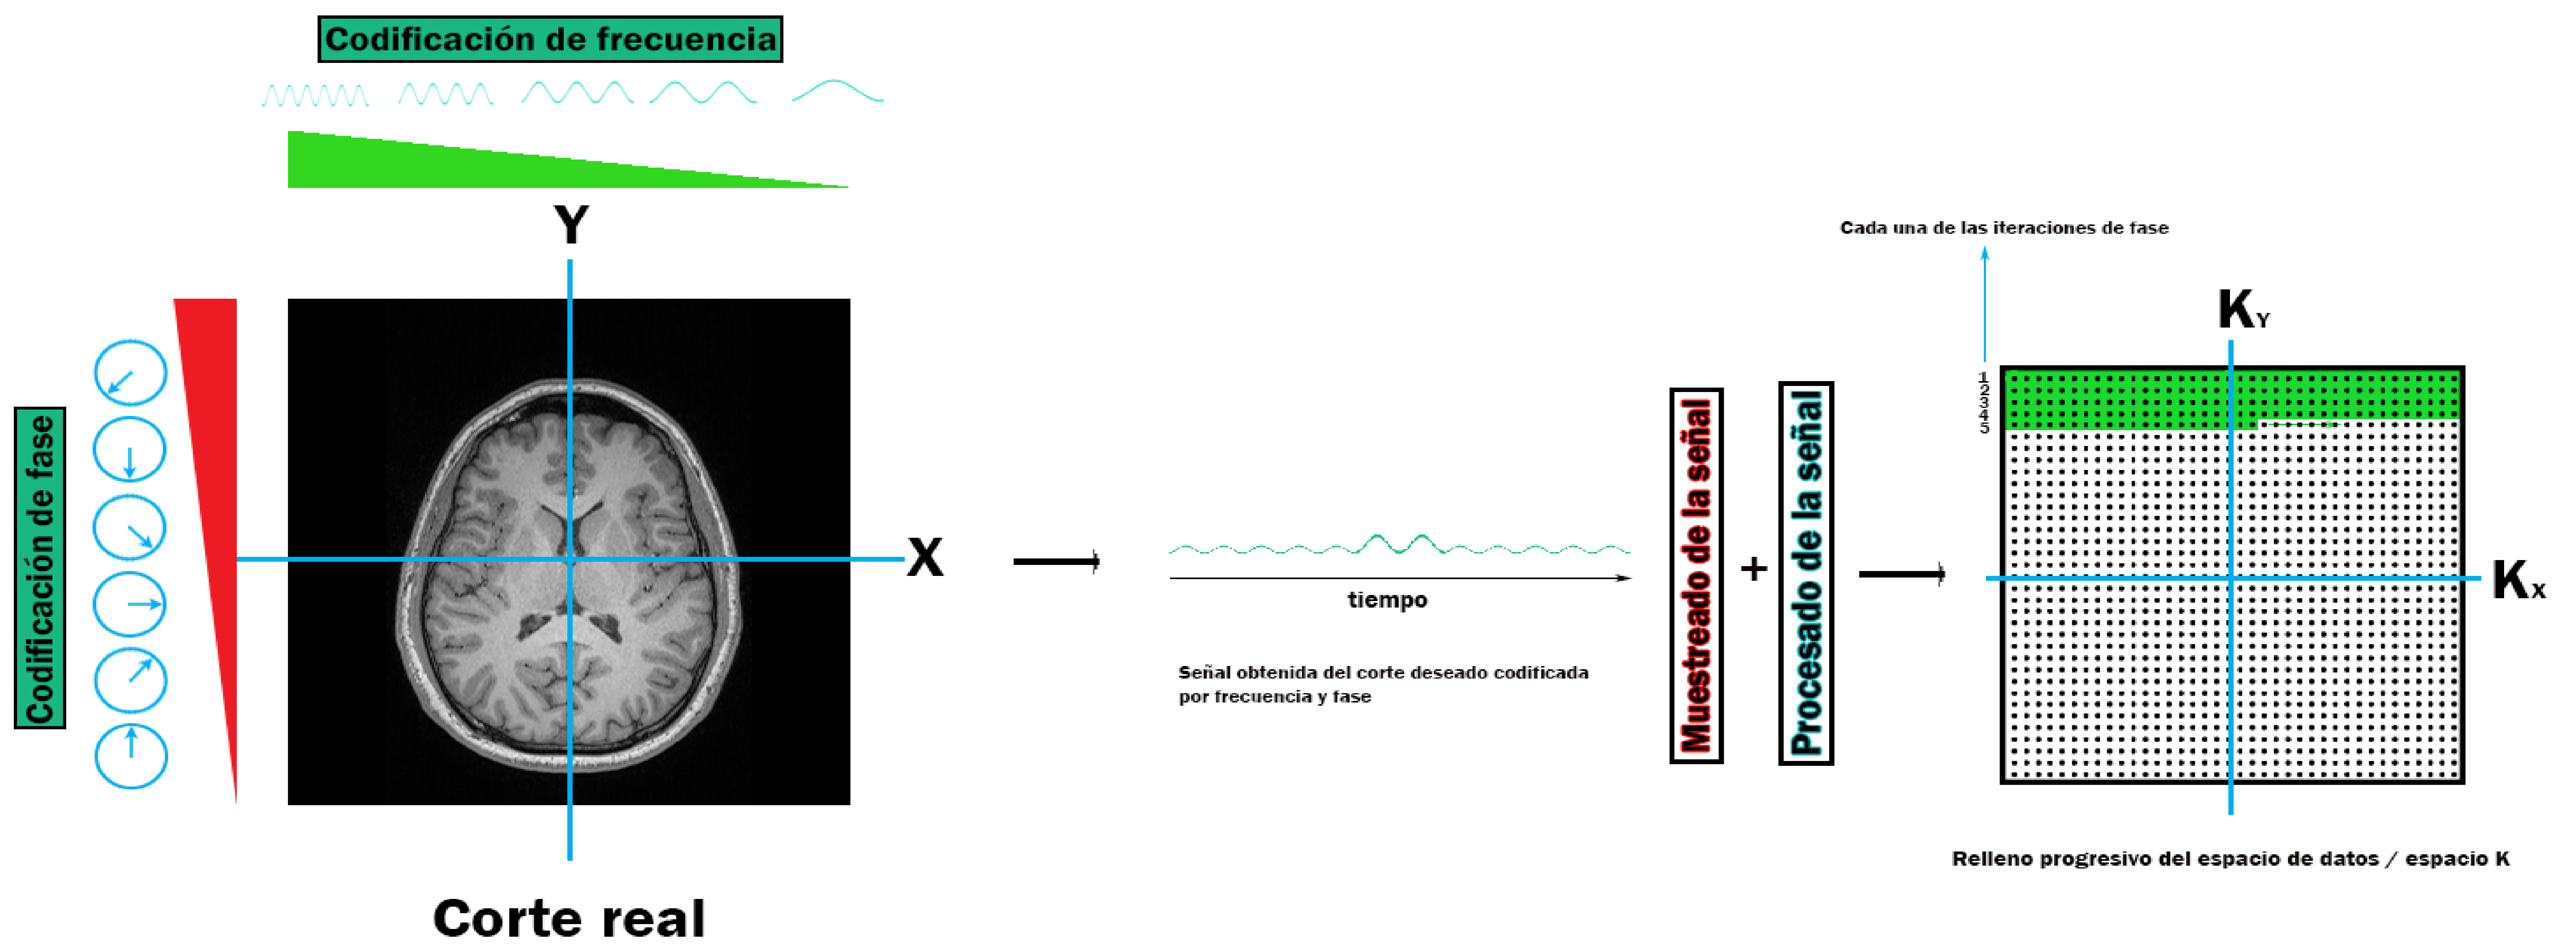 Codificación de frecuencia
Y
Codificación de fase
X
Corte real
tiempo
Señal obtenida del corte deseado codificada
por frecuencia y fase
Muestreado de la señal
+
Procesado de la señal
Cada una de las iteraciones de fase
KY
1
2
3
4
5
KX
Relleno progresivo del espacio de datos / espacio K